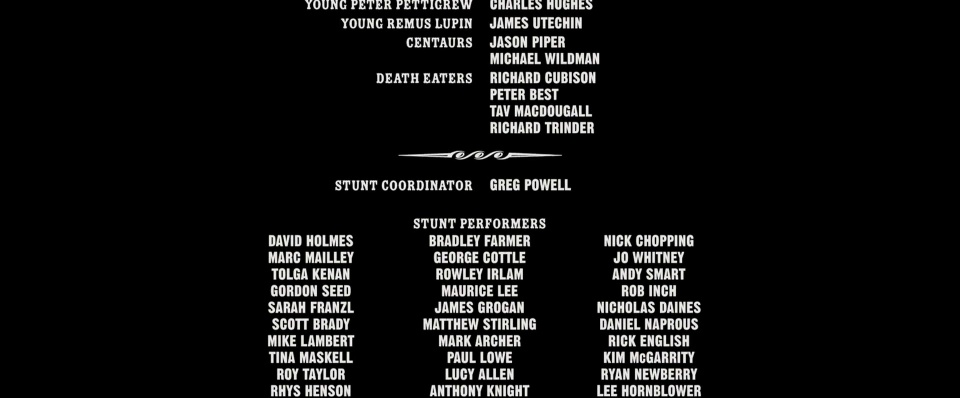 YOUNG PETER PETTIGREW CHARLES HUGHES
YOUNG REMUS LUPIN JAMES UTECHIN
CENTAURS JASON PIPER
MICHAEL WILDMAN
DEATH EATERS RICHARD CUBISON
PETER BEST
TAV MACDOUGALL
RICHARD TRINDER
STUNT COORDINATOR GREG POWELL
STUNT PERFORMERS
DAVID HOLMES BRADLEY FARMER NICK CHOPPING
MARC MAILLEY GEORGE COTTLE JO WHITNEY
TOLGA KENAN ROWLEY IRLAM ANDY SMART
GORDON SEED MAURICE LEE ROB INCH
SARAH FRANZL JAMES GROGAN NICHOLAS DAINES
SCOTT BRADY MATTHEW STIRLING DANIEL NAPROUS
MIKE LAMBERT MARK ARCHER RICK ENGLISH
TINA MASKELL PAUL LOWE KIM McGARRITY
ROY TAYLOR LUCY ALLEN RYAN NEWBERRY
RHYS HENSON ANTHONY KNIGHT LEE HORNBLOWER